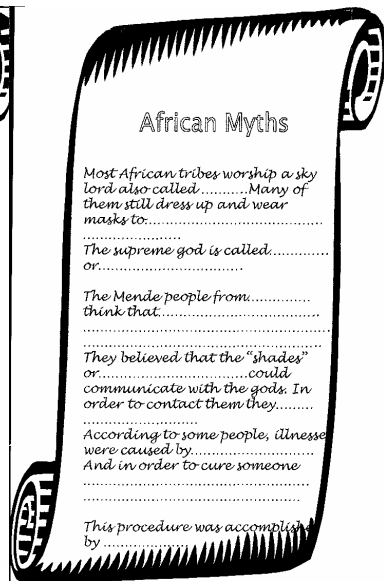 African Myths
Most African tribes worship a sky
lord also called...........Many of
them still dress up and wear
masks to.......................................
......................
The supreme god is called.............
or................................
The Mende people from..............
think that....................................
.......................................................
.....................................................
They believed that the "shades"
or.................................could
communicate with the gods. In
order to contact them they.........
..........................
According to some people, illnesse
were caused by...........................
And in order to cure someone
..................................................
................................................
This procedure was accomplishe
by ...................